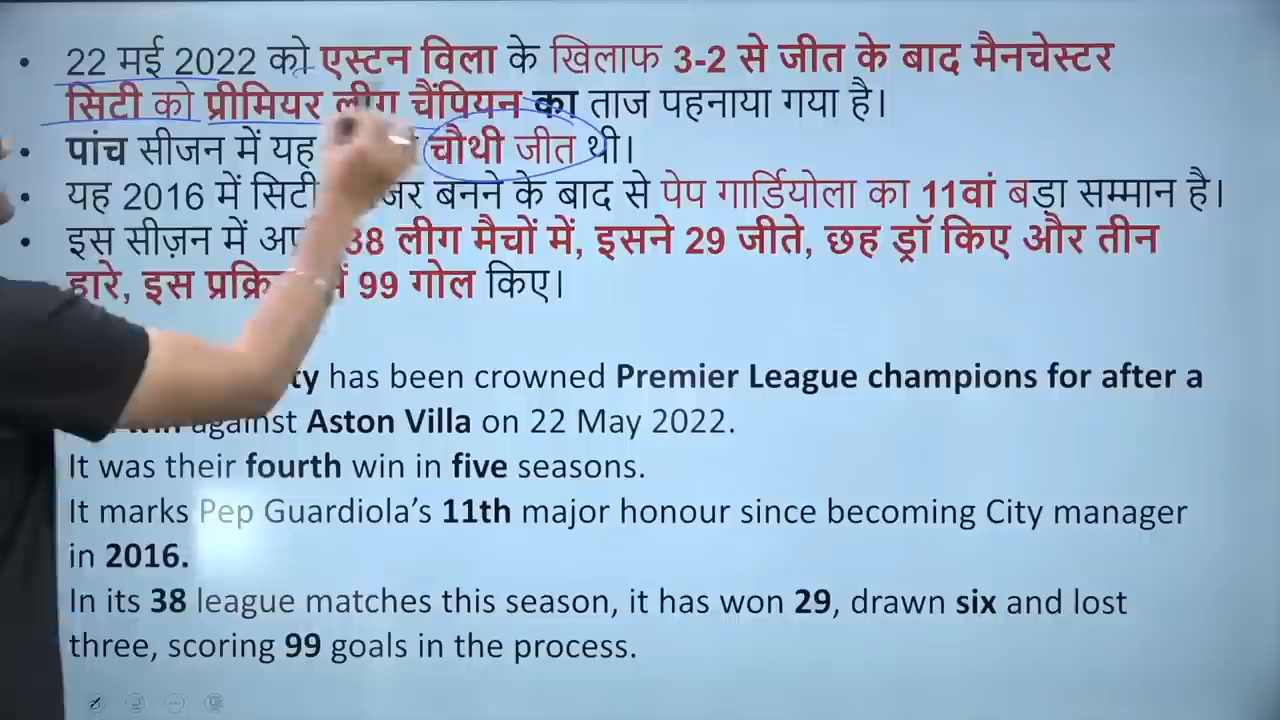 22 मई 2022 को एस्टन विला के खिलाफ 3-2 से जीत के बाद मैनचेस्टर
सिटी को प्रीमियर लीग चैंपियन का ताज पहनाया गया है।
पांच सीजन में यह चौथी जीत थी।
यह 2016 में सिटी बनने के बाद से पेप गार्डियोला का 11वां बड़ा सम्मान है।
इस सीज़न में 38 लीग मैचों में, इसने 29 जीते, छह ड्रॉ किए और तीन
हारे, इस 99 गोल किए।
has been crowned Premier League champions for after a
against Aston Villa on 22 May 2022.
It was their fourth win in five seasons.
It marks Pep Guardiola’s 11th major honour since becoming City manager
in 2016.
In its 38 league matches this season, it has won 29, drawn six and lost
three, scoring 99 goals in the process.